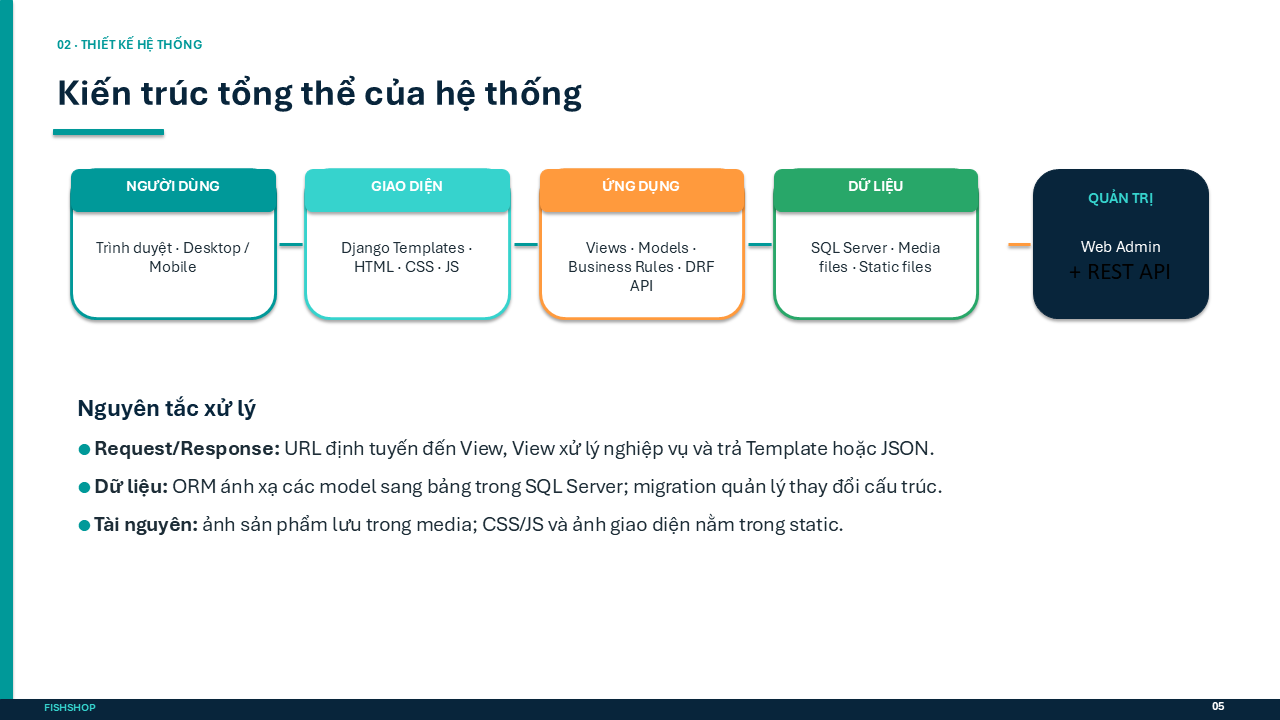 02 · THIẾT KẾ HỆ THỐNG
Kiến trúc tổng thể của hệ thống
NGƯỜI DÙNG
Trình duyệt · Desktop /
Mobile
GIAO DIỆN
Django Templates ·
HTML · CSS · JS
ỨNG DỤNG
Views · Models ·
Business Rules · DRF
API
DỮ LIỆU
SQL Server · Media
files · Static files
QUẢN TRỊ
Web Admin
+ REST API
Nguyên tắc xử lý
● Request/Response: URL định tuyến đến View, View xử lý nghiệp vụ và trả Template hoặc JSON.
● Dữ liệu: ORM ánh xạ các model sang bảng trong SQL Server; migration quản lý thay đổi cấu trúc.
● Tài nguyên: ảnh sản phẩm lưu trong media; CSS/JS và ảnh giao diện nằm trong static.
FISHSHOP
05